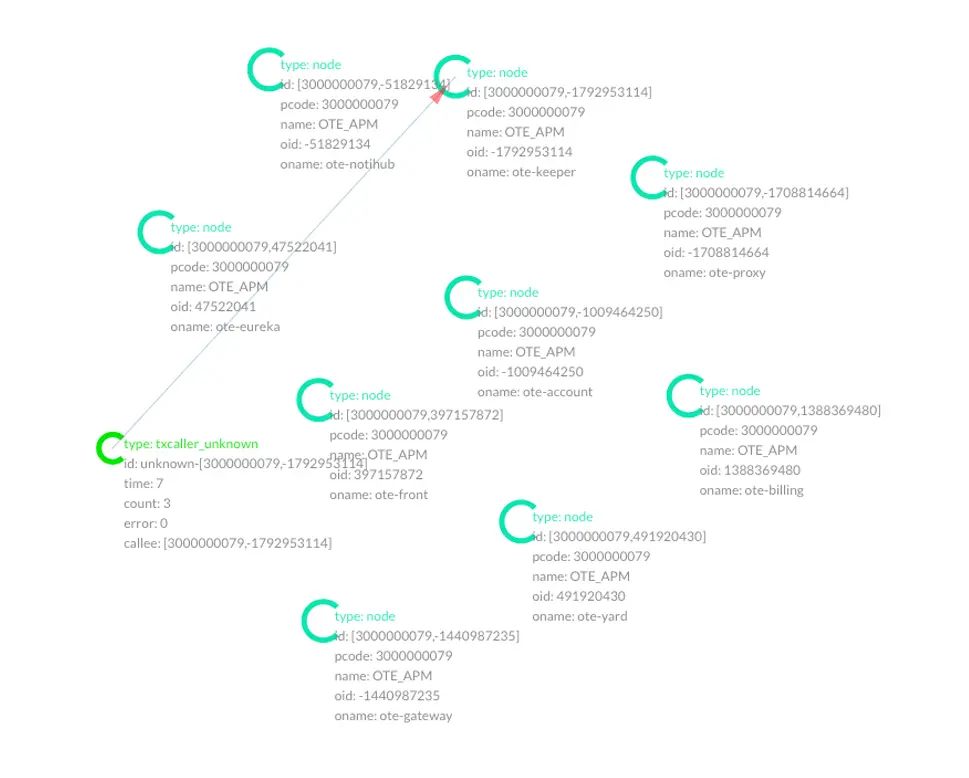 type: node
id: [3000000079,-51829134]
pcode: 3000000079
name: OTE_APM
oid: -51829134
oname: ote-notihub
type: node
id: [3000000079,-1792953114]
pcode: 3000000079
name: OTE_APM
oid: -1792953114
oname: ote-keeper
type: node
id: [3000000079,-1708814664]
pcode: 3000000079
name: OTE_APM
oid: -1708814664
oname: ote-proxy
type: node
id: [3000000079,47522041]
pcode: 3000000079
name: OTE_APM
oid: 47522041
oname: ote-eureka
type: node
id: [3000000079,-1009464250]
pcode: 3000000079
name: OTE_APM
oid: -1009464250
oname: ote-account
type: node
id: [3000000079,397157872]
pcode: 3000000079
name: OTE_APM
oid: 397157872
oname: ote-front
type: node
id: [3000000079,1388369480]
pcode: 3000000079
name: OTE_APM
oid: 1388369480
oname: ote-billing
type: txcaller_unknown
id: unknown-[3000000079,-1792953114]
time: 7
count: 3
error: 0
callee: [3000000079,-1792953114]
type: node
id: [3000000079,491920430]
pcode: 3000000079
name: OTE_APM
oid: 491920430
oname: ote-yard
type: node
id: [3000000079,-1440987235]
pcode: 3000000079
name: OTE_APM
oid: -1440987235
oname: ote-gateway